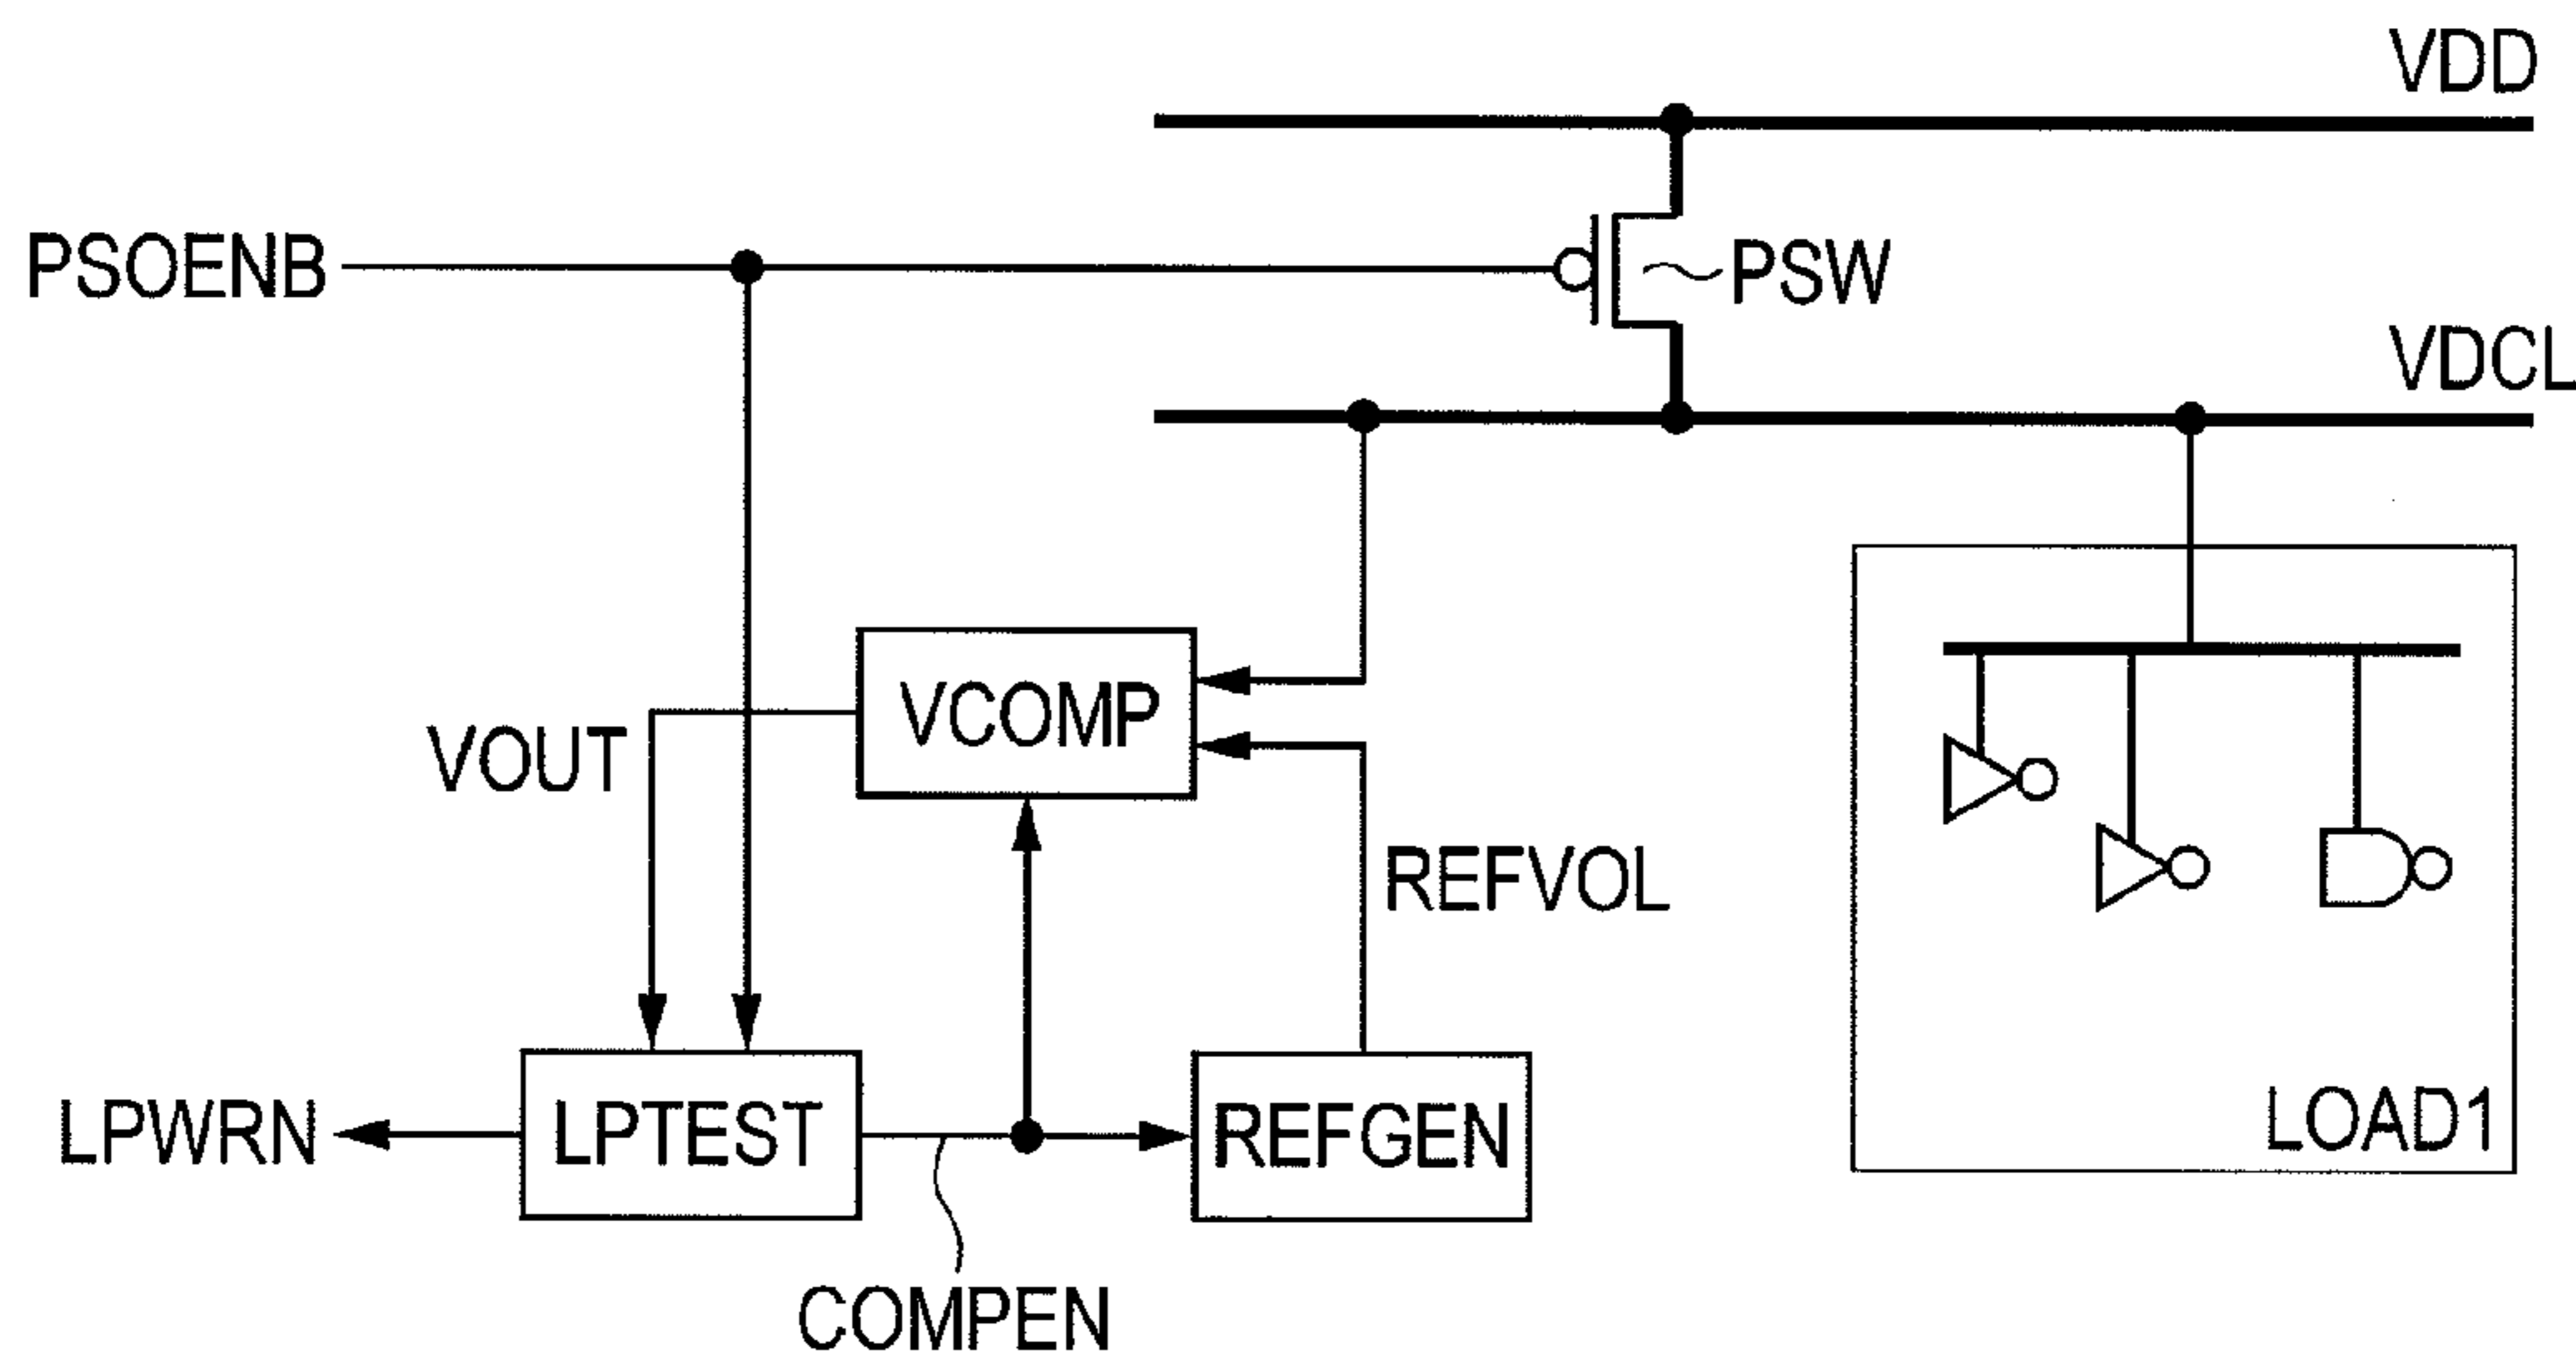 VDD
PSOENB
PSW
VDCL
VCOMP
VOUT
REFVOL
LPWRN
LPTEST
REFGEN
LOAD1
COMPEN